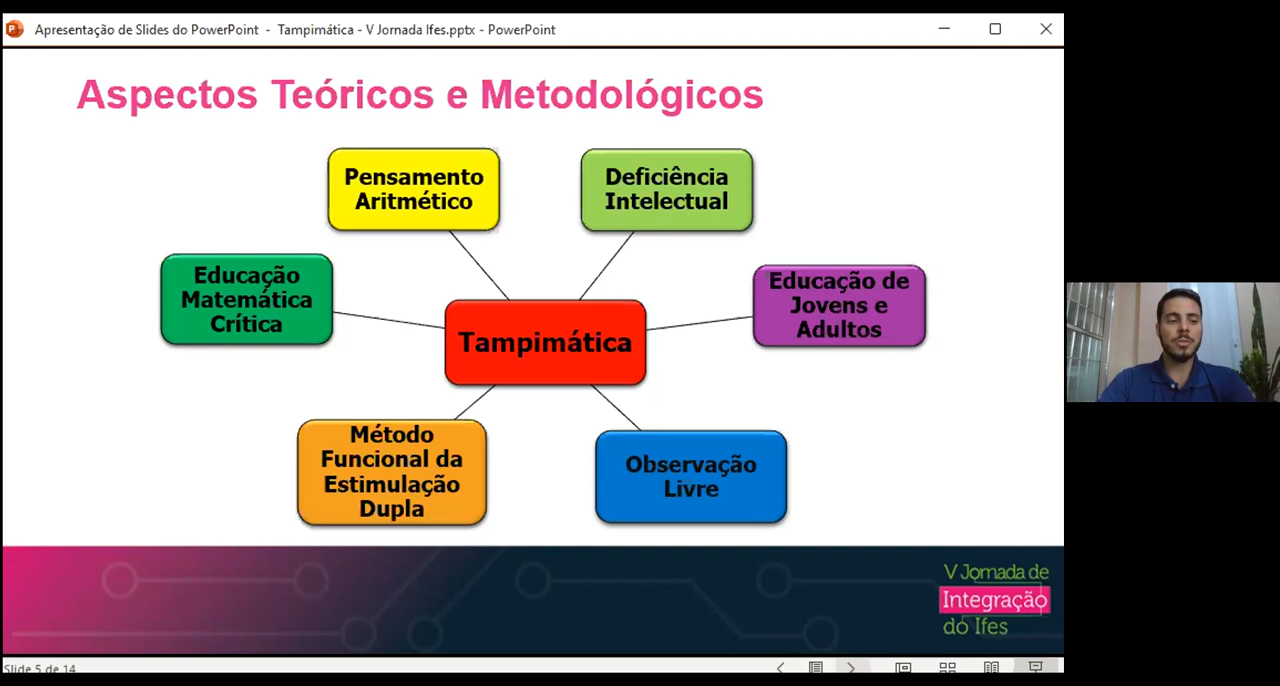 Apresentação de Slides do PowerPoint - Tampimática - V Jornada Ifes.pptx - PowerPoint
Aspectos Teóricos e Metodológicos
Pensamento
Aritmético
Deficiência
Intelectual
Educação
Matemática
Crítica
Educação de
Jovens e
Adultos
Tampimática
Método
Funcional da
Estimulação
Dupla
Observação
Livre
V Jornada de
Integração
do Ifes
Slide 5 de 14